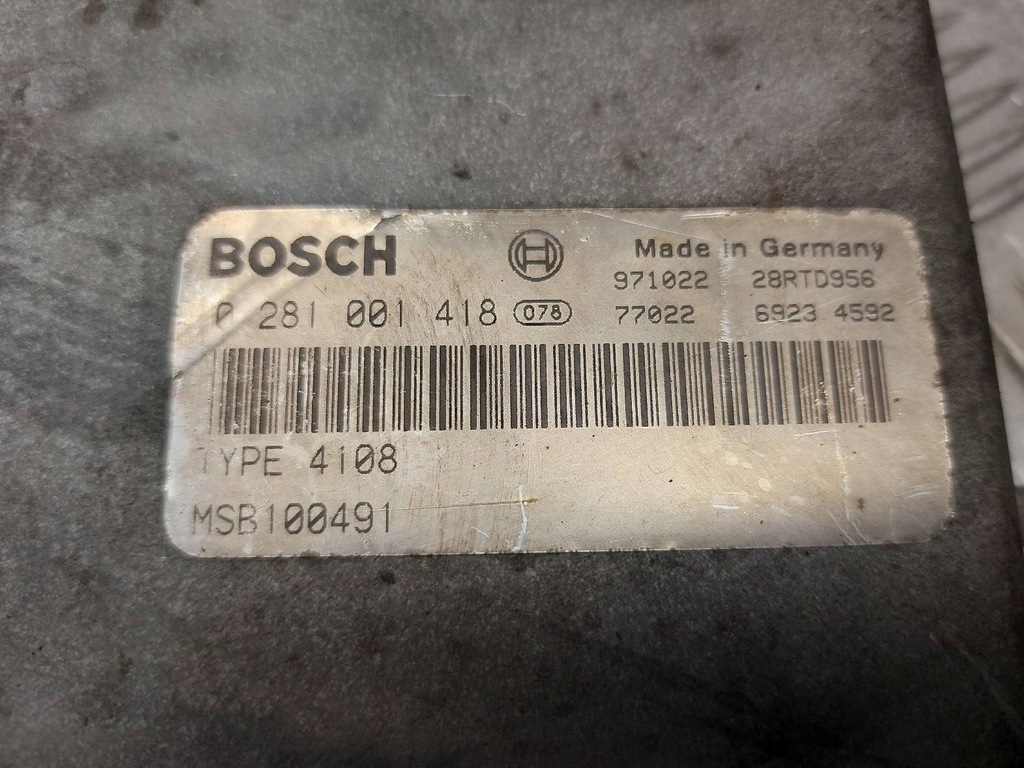 BOSCH
Made in Germany
971022 28RTD956
0 281 001 418 078 77022 6923 4592
TYPE 4108
MSB100491